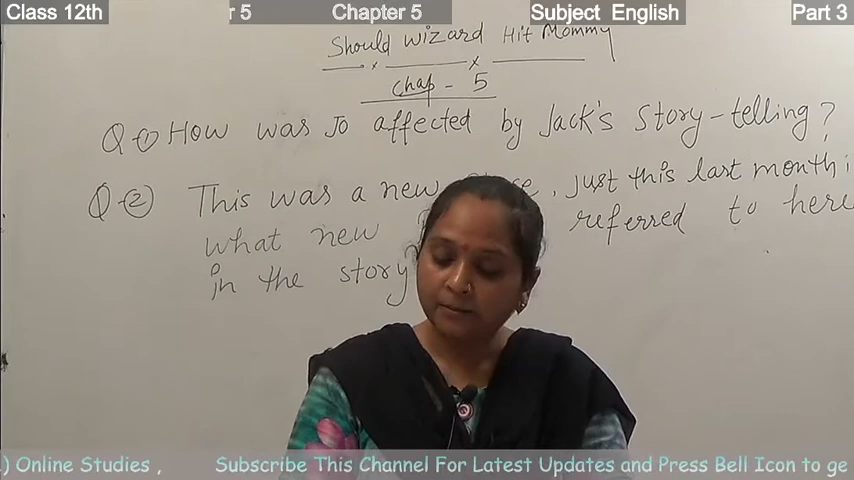 Class 12th r 5 Chapter 5 Subject English Part 3
Should wizard Hit Mommy
Chap - 5
Q ① How was Jo affected by Jack's Story-telling?
Q ② This was a new , just this last month
what new referred to here
in the story
) Online Studies , Subscribe This Channel For Latest Updates and Press Bell Icon to ge